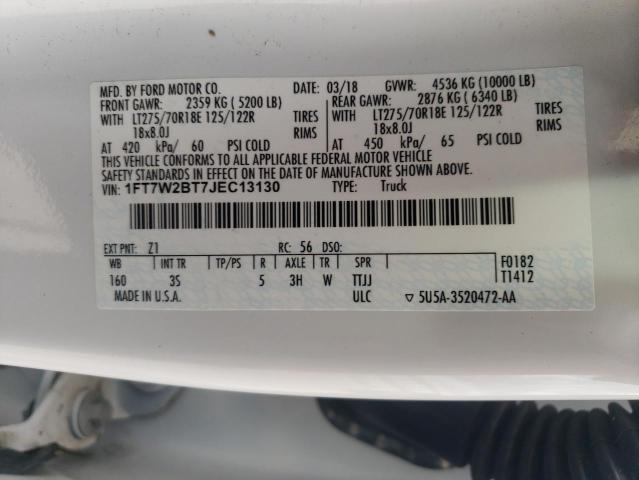 MFD. BY FORD MOTOR CO.
DATE: 03/18 GVWR: 4536 KG (10000 LB)
FRONT GAWR: 2359 KG ( 5200 LB) REAR GAWR: 2876 KG ( 6340 LB)
WITH LT275/70R18E 125/122R TIRES WITH LT275/70R18E 125/122R TIRES
18x8.0J RIMS 18x8.0J RIMS
AT 420 kPa/ 60 PSI COLD AT 450 kPa/ 65 PSI COLD
THIS VEHICLE CONFORMS TO ALL APPLICABLE FEDERAL MOTOR VEHICLE
SAFETY STANDARDS IN EFFECT ON THE DATE OF MANUFACTURE SHOWN ABOVE.
VIN: 1FT7W2BT7JEC13130 TYPE: Truck
EXT PNT: Z1 RC: 56 DSO:
WB INT TR TP/PS R AXLE TR SPR F0182
160 3S 5 3H W TTJJ T1412
MADE IN U.S.A. ULC 5U5A-3520472-AA